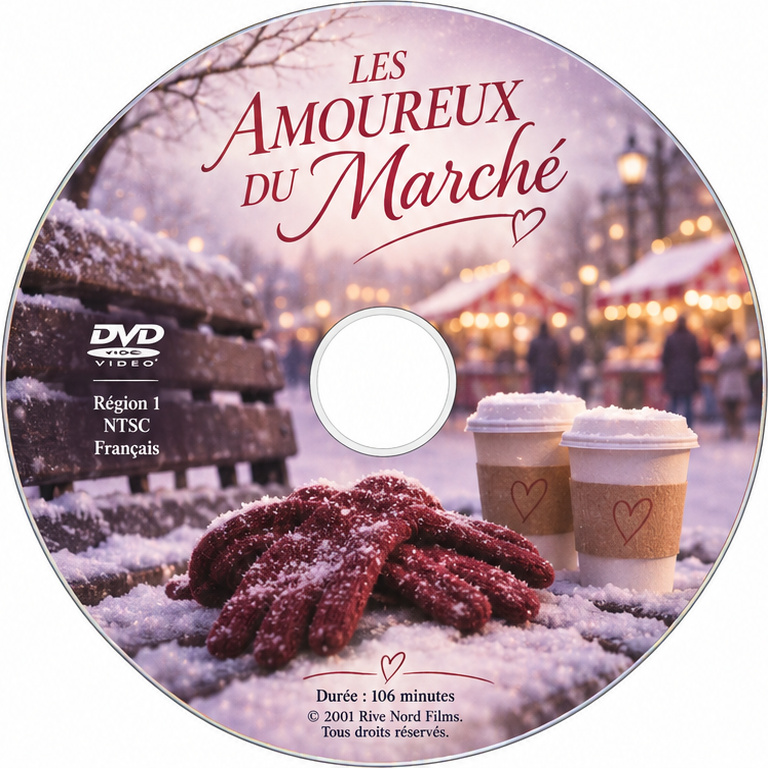 LES
AMOUREUX
DU Marché
DVD
VIDEO
Région 1
NTSC
Français
Durée : 106 minutes
© 2001 Rive Nord Films.
Tous droits réservés.